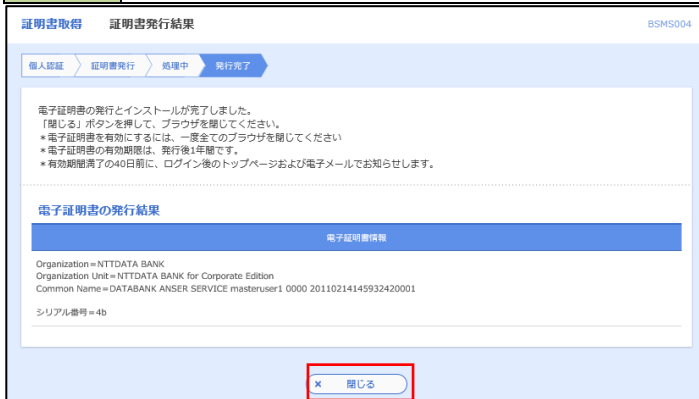 証明書取得 証明書発行結果 BSMS004
個人認証 証明書発行 処理中 発行完了
電子証明書の発行とインストールが完了しました。
「閉じる」ボタンを押して、ブラウザを閉じてください。
＊電子証明書を有効にするには、一度全てのブラウザを閉じてください
＊電子証明書の有効期限は、発行後1年間です。
＊有効期間満了の40日前に、ログイン後のトップページおよび電子メールでお知らせします。
電子証明書の発行結果
電子証明書情報
Organization=NTTDATA BANK
Organization Unit=NTTDATA BANK for Corporate Edition
Common Name=DATABANK ANSER SERVICE masteruser1 0000 20110214145932420001
シリアル番号=4b
× 閉じる